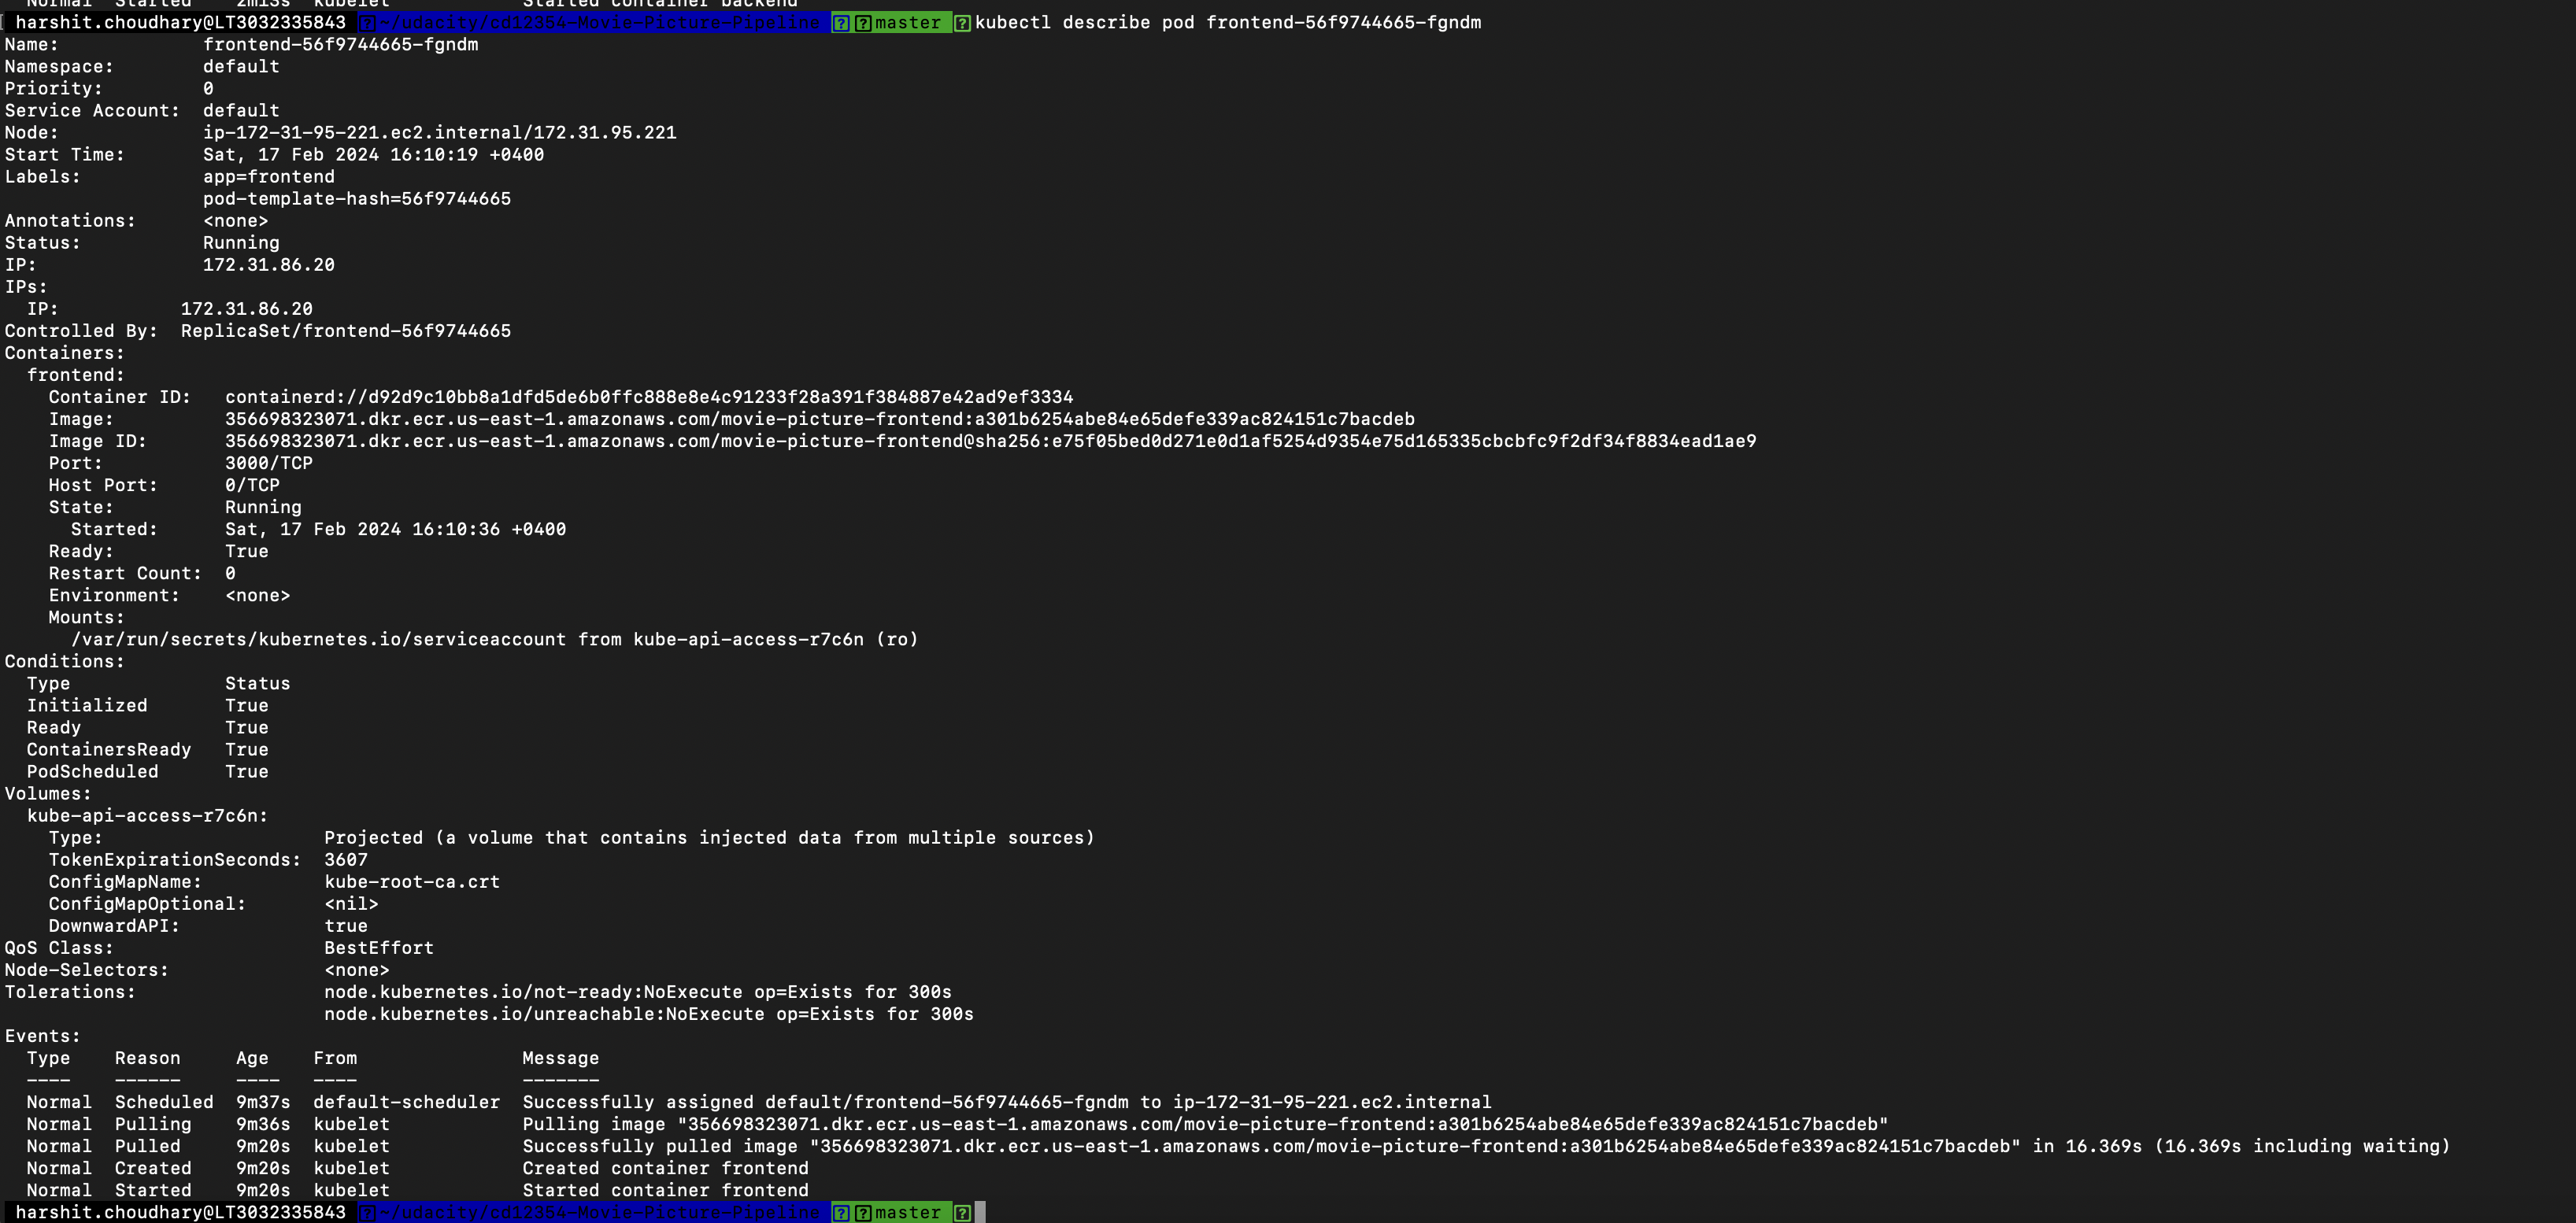 Normal Started 2m13s kubelet Started container backend
harshit.choudhary@LT3032335843 ~/udacity/cd12354-Movie-Picture-Pipeline master kubectl describe pod frontend-56f9744665-fgndm
Name: frontend-56f9744665-fgndm
Namespace: default
Priority: 0
Service Account: default
Node: ip-172-31-95-221.ec2.internal/172.31.95.221
Start Time: Sat, 17 Feb 2024 16:10:19 +0400
Labels: app=frontend
pod-template-hash=56f9744665
Annotations: <none>
Status: Running
IP: 172.31.86.20
IPs:
IP: 172.31.86.20
Controlled By: ReplicaSet/frontend-56f9744665
Containers:
frontend:
Container ID: containerd://d92d9c10bb8a1dfd5de6b0ffc888e8e4c91233f28a391f384887e42ad9ef3334
Image: 356698323071.dkr.ecr.us-east-1.amazonaws.com/movie-picture-frontend:a301b6254abe84e65defe339ac824151c7bacdeb
Image ID: 356698323071.dkr.ecr.us-east-1.amazonaws.com/movie-picture-frontend@sha256:e75f05bed0d271e0d1af5254d9354e75d165335cbcbfc9f2df34f8834ead1ae9
Port: 3000/TCP
Host Port: 0/TCP
State: Running
Started: Sat, 17 Feb 2024 16:10:36 +0400
Ready: True
Restart Count: 0
Environment: <none>
Mounts:
/var/run/secrets/kubernetes.io/serviceaccount from kube-api-access-r7c6n (ro)
Conditions:
Type Status
Initialized True
Ready True
ContainersReady True
PodScheduled True
Volumes:
kube-api-access-r7c6n:
Type: Projected (a volume that contains injected data from multiple sources)
TokenExpirationSeconds: 3607
ConfigMapName: kube-root-ca.crt
ConfigMapOptional: <nil>
DownwardAPI: true
QoS Class: BestEffort
Node-Selectors: <none>
Tolerations: node.kubernetes.io/not-ready:NoExecute op=Exists for 300s
node.kubernetes.io/unreachable:NoExecute op=Exists for 300s
Events:
Type Reason Age From Message
---- ------ ---- ---- -------
Normal Scheduled 9m37s default-scheduler Successfully assigned default/frontend-56f9744665-fgndm to ip-172-31-95-221.ec2.internal
Normal Pulling 9m36s kubelet Pulling image "356698323071.dkr.ecr.us-east-1.amazonaws.com/movie-picture-frontend:a301b6254abe84e65defe339ac824151c7bacdeb"
Normal Pulled 9m20s kubelet Successfully pulled image "356698323071.dkr.ecr.us-east-1.amazonaws.com/movie-picture-frontend:a301b6254abe84e65defe339ac824151c7bacdeb" in 16.369s (16.369s including waiting)
Normal Created 9m20s kubelet Created container frontend
Normal Started 9m20s kubelet Started container frontend
harshit.choudhary@LT3032335843 ~/udacity/cd12354-Movie-Picture-Pipeline master